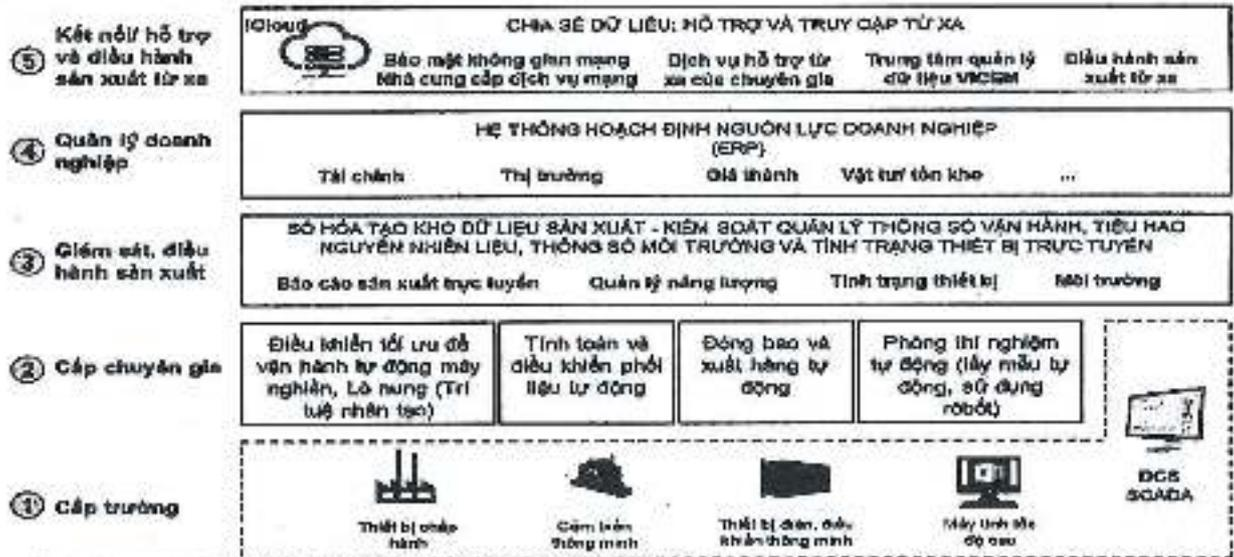 iCloud
CHIA SẺ DỮ LIỆU; HỖ TRỢ VÀ TRUY CẬP TỪ XA
⑤ Kết nối/ hỗ trợ
và điều hành
sản xuất từ xa
Bảo mật không gian mạng
Nhà cung cấp dịch vụ mạng
Dịch vụ hỗ trợ từ
xa của chuyên gia
Trung tâm quản lý
dữ liệu VICEM
Điều hành sản
xuất từ xa
④ Quản lý doanh
nghiệp
HỆ THỐNG HOẠCH ĐỊNH NGUỒN LỰC DOANH NGHIỆP
(ERP)
Tài chính
Thị trường
Giá thành
Vật tư/ tồn kho
...
③ Giám sát, điều
hành sản xuất
SỐ HÓA TẠO KHO DỮ LIỆU SẢN XUẤT - KIỂM SOÁT QUẢN LÝ THÔNG SỐ VẬN HÀNH, TIÊU HAO
NGUYÊN NHIÊN LIỆU, THÔNG SỐ MÔI TRƯỜNG VÀ TÌNH TRẠNG THIẾT BỊ TRỰC TUYẾN
Báo cáo sản xuất trực tuyến
Quản lý năng lượng
Tình trạng thiết bị
Môi trường
② Cấp chuyên gia
Điều khiển tối ưu để
vận hành tự động máy
nghiền, Lò nung (Trí
tuệ nhân tạo)
Tính toán và
điều khiển phối
liệu tự động
Đóng bao và
xuất hàng tự
động
Phòng thí nghiệm
tự động (lấy mẫu tự
động, sử dụng
rôbốt)
DCS
SCADA
① Cấp trường
Thiết bị chấp
hành
Cảm biến
thông minh
Thiết bị điện, điều
khiển thông minh
Máy tính tốc
độ cao